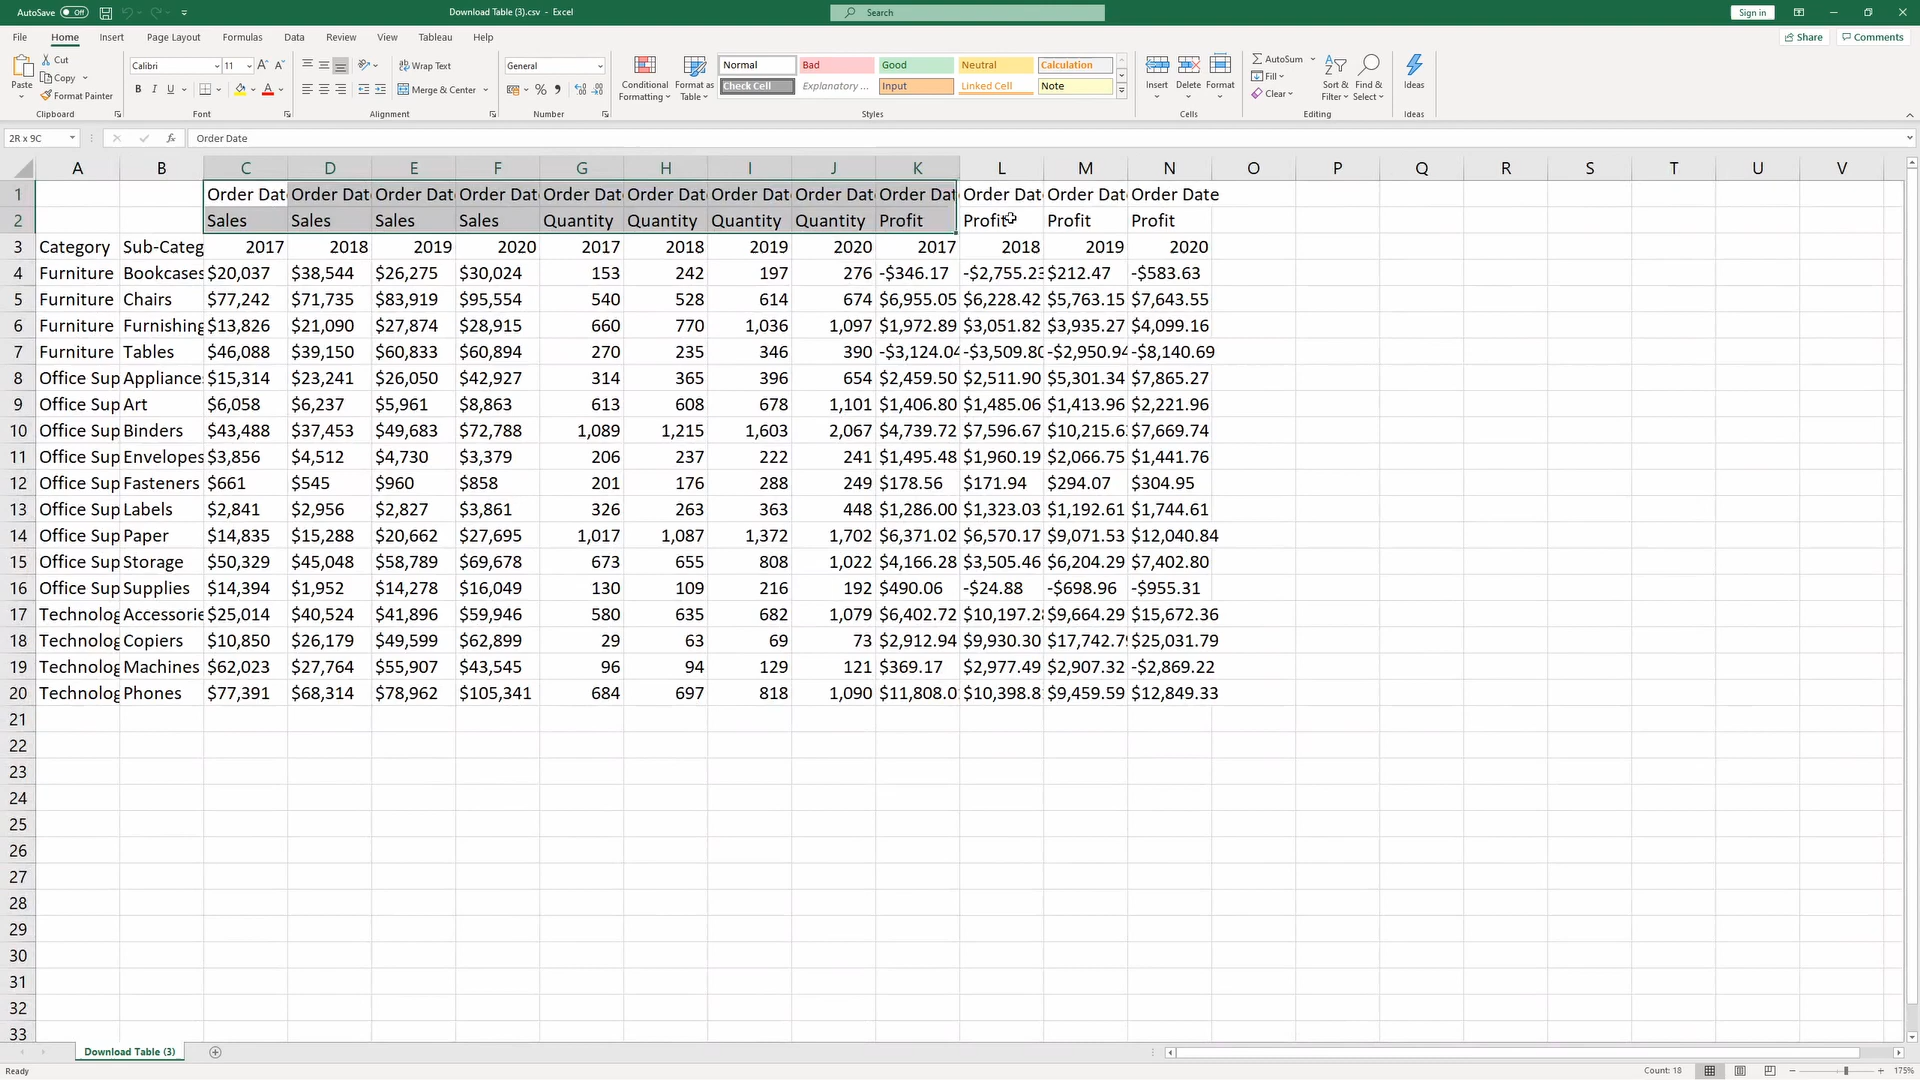 AutoSave Off Download Table (3).csv - Excel Search Sign in
File Home Insert Page Layout Formulas Data Review View Tableau Help Share Comments
Paste Cut Copy Format Painter Clipboard
Calibri 11 B I U Font
Wrap Text Merge & Center Alignment
General % Number
Conditional Formatting Format as Table
Normal Bad Good Neutral Calculation
Check Cell Explanatory ... Input Linked Cell Note
Styles
Insert Delete Format Cells
AutoSum Fill Clear Sort & Filter Find & Select Editing
Ideas Ideas
2R x 9C fx Order Date
A B C D E F G H I J K L M N O P Q R S T U V
1 Order Dat Order Dat Order Dat Order Dat Order Dat Order Dat Order Dat Order Dat Order Dat Order Dat Order Dat Order Date
2 Sales Sales Sales Sales Quantity Quantity Quantity Quantity Profit Profit Profit Profit
3 Category Sub-Categ 2017 2018 2019 2020 2017 2018 2019 2020 2017 2018 2019 2020
4 Furniture Bookcases $20,037 $38,544 $26,275 $30,024 153 242 197 276 -$346.17 -$2,755.23 $212.47 -$583.63
5 Furniture Chairs $77,242 $71,735 $83,919 $95,554 540 528 614 674 $6,955.05 $6,228.42 $5,763.15 $7,643.55
6 Furniture Furnishing $13,826 $21,090 $27,874 $28,915 660 770 1,036 1,097 $1,972.89 $3,051.82 $3,935.27 $4,099.16
7 Furniture Tables $46,088 $39,150 $60,833 $60,894 270 235 346 390 -$3,124.04 -$3,509.80 -$2,950.94 -$8,140.69
8 Office Sup Appliance $15,314 $23,241 $26,050 $42,927 314 365 396 654 $2,459.50 $2,511.90 $5,301.34 $7,865.27
9 Office Sup Art $6,058 $6,237 $5,961 $8,863 613 608 678 1,101 $1,406.80 $1,485.06 $1,413.96 $2,221.96
10 Office Sup Binders $43,488 $37,453 $49,683 $72,788 1,089 1,215 1,603 2,067 $4,739.72 $7,596.67 $10,215.6 $7,669.74
11 Office Sup Envelopes $3,856 $4,512 $4,730 $3,379 206 237 222 241 $1,495.48 $1,960.19 $2,066.75 $1,441.76
12 Office Sup Fasteners $661 $545 $960 $858 201 176 288 249 $178.56 $171.94 $294.07 $304.95
13 Office Sup Labels $2,841 $2,956 $2,827 $3,861 326 263 363 448 $1,286.00 $1,323.03 $1,192.61 $1,744.61
14 Office Sup Paper $14,835 $15,288 $20,662 $27,695 1,017 1,087 1,372 1,702 $6,371.02 $6,570.17 $9,071.53 $12,040.84
15 Office Sup Storage $50,329 $45,048 $58,789 $69,678 673 655 808 1,022 $4,166.28 $3,505.46 $6,204.29 $7,402.80
16 Office Sup Supplies $14,394 $1,952 $14,278 $16,049 130 109 216 192 $490.06 -$24.88 -$698.96 -$955.31
17 Technolog Accessorie $25,014 $40,524 $41,896 $59,946 580 635 682 1,079 $6,402.72 $10,197.2 $9,664.29 $15,672.36
18 Technolog Copiers $10,850 $26,179 $49,599 $62,899 29 63 69 73 $2,912.94 $9,930.30 $17,742.7 $25,031.79
19 Technolog Machines $62,023 $27,764 $55,907 $43,545 96 94 129 121 $369.17 $2,977.49 $2,907.32 -$2,869.22
20 Technolog Phones $77,391 $68,314 $78,962 $105,341 684 697 818 1,090 $11,808.0 $10,398.8 $9,459.59 $12,849.33
21
22
23
24
25
26
27
28
29
30
31
32
33
Download Table (3)
Ready Count: 18 175%